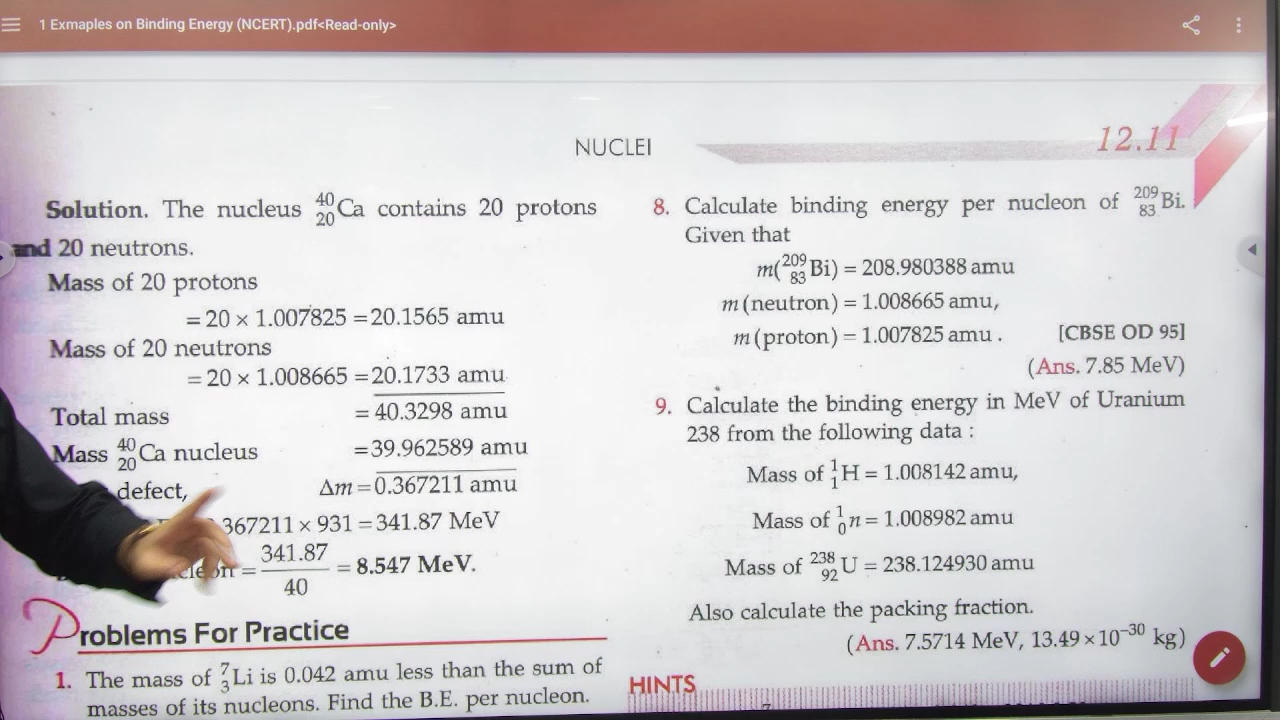 1 Exmaples on Binding Energy (NCERT).pdf<Read-only>
NUCLEI
12.11
Solution. The nucleus ⁴⁰₂₀Ca contains 20 protons
and 20 neutrons.
Mass of 20 protons
= 20 × 1.007825 = 20.1565 amu
Mass of 20 neutrons
= 20 × 1.008665 = 20.1733 amu
Total mass = 40.3298 amu
Mass ⁴⁰₂₀Ca nucleus = 39.962589 amu
defect, Δm = 0.367211 amu
367211 × 931 = 341.87 MeV
= 341.87/40 = 8.547 MeV.
Problems For Practice
1. The mass of ⁷₃Li is 0.042 amu less than the sum of
masses of its nucleons. Find the B.E. per nucleon.
8. Calculate binding energy per nucleon of ²⁰⁹₈₃Bi.
Given that
m(²⁰⁹₈₃Bi) = 208.980388 amu
m (neutron) = 1.008665 amu,
m (proton) = 1.007825 amu. [CBSE OD 95]
(Ans. 7.85 MeV)
9. Calculate the binding energy in MeV of Uranium
238 from the following data :
Mass of ¹₁H = 1.008142 amu,
Mass of ¹₀n = 1.008982 amu
Mass of ²³⁸₉₂U = 238.124930 amu
Also calculate the packing fraction.
(Ans. 7.5714 MeV, 13.49 × 10⁻³⁰ kg)
HINTS